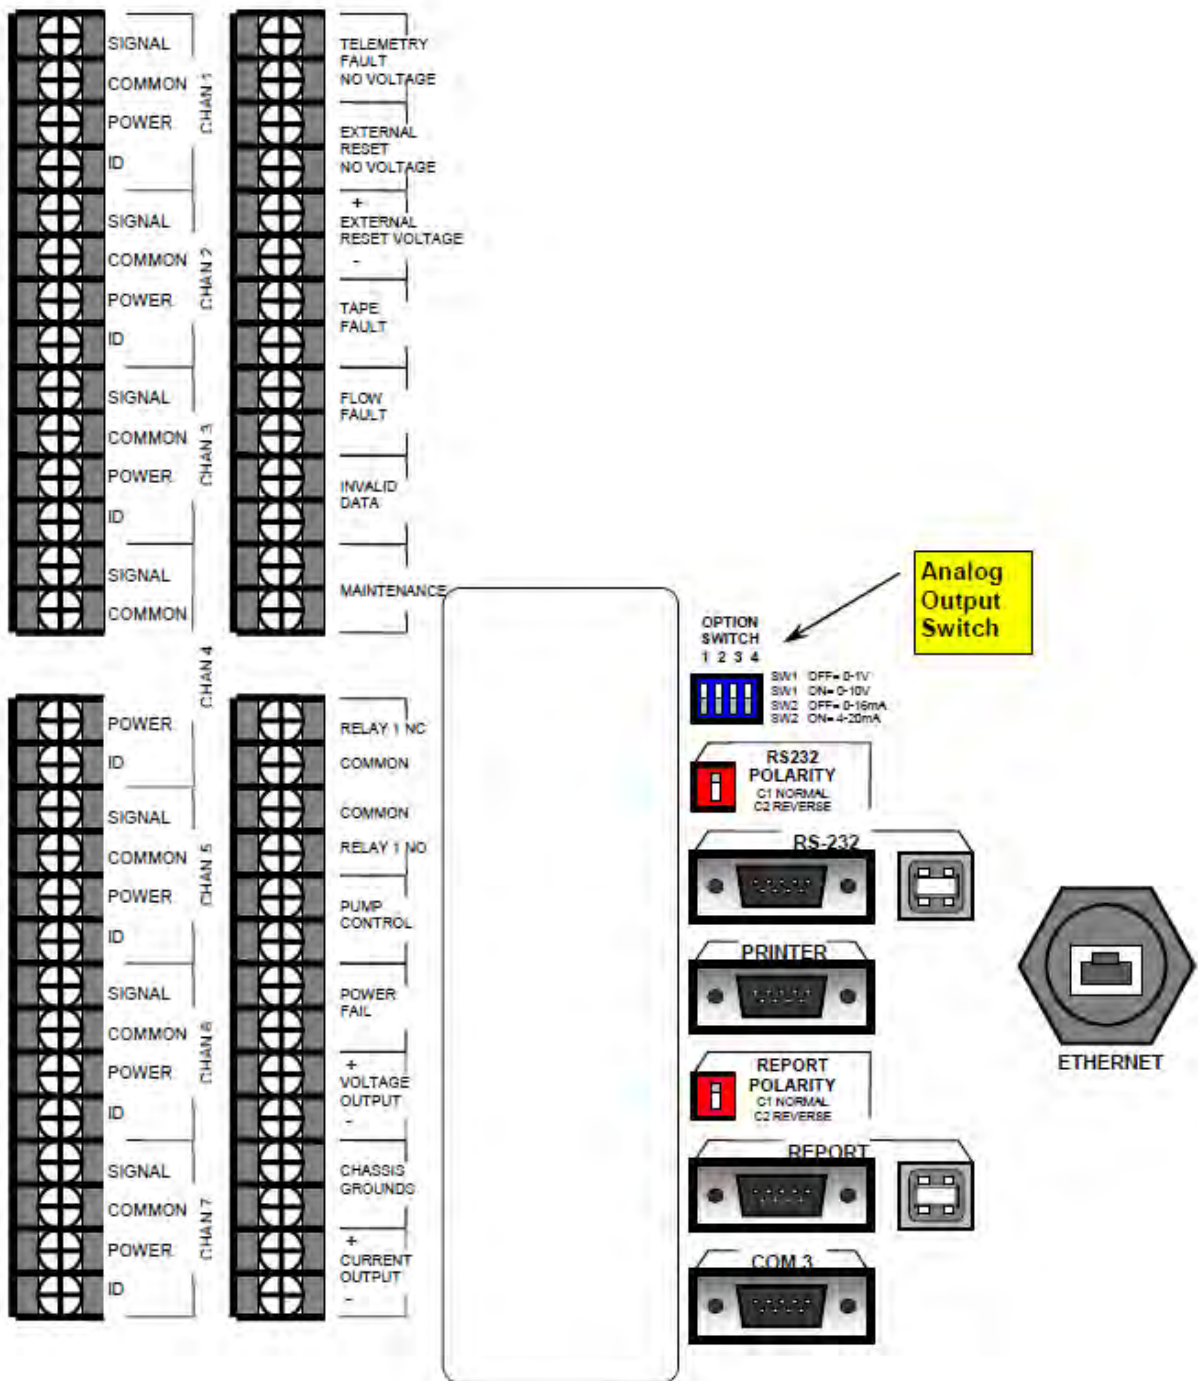 SIGNAL
COMMON
POWER
ID
CHAN 1
SIGNAL
COMMON
POWER
ID
CHAN 2
SIGNAL
COMMON
POWER
ID
CHAN 3
SIGNAL
COMMON
CHAN 4
POWER
ID
SIGNAL
COMMON
POWER
ID
CHAN 5
SIGNAL
COMMON
POWER
ID
CHAN 6
SIGNAL
COMMON
POWER
ID
CHAN 7
TELEMETRY
FAULT
NO VOLTAGE
EXTERNAL
RESET
NO VOLTAGE
+
EXTERNAL
RESET VOLTAGE
-
TAPE
FAULT
FLOW
FAULT
INVALID
DATA
MAINTENANCE
RELAY 1 NC
COMMON
COMMON
RELAY 1 NO
PUMP
CONTROL
POWER
FAIL
+
VOLTAGE
OUTPUT
-
CHASSIS
GROUNDS
+
CURRENT
OUTPUT
-
Analog
Output
Switch
OPTION
SWITCH
1 2 3 4
SW1 OFF= 0-1V
SW1 ON= 0-10V
SW2 OFF= 0-16mA
SW2 ON= 4-20mA
RS232
POLARITY
C1 NORMAL
C2 REVERSE
RS-232
PRINTER
REPORT
POLARITY
C1 NORMAL
C2 REVERSE
REPORT
COM 3
ETHERNET